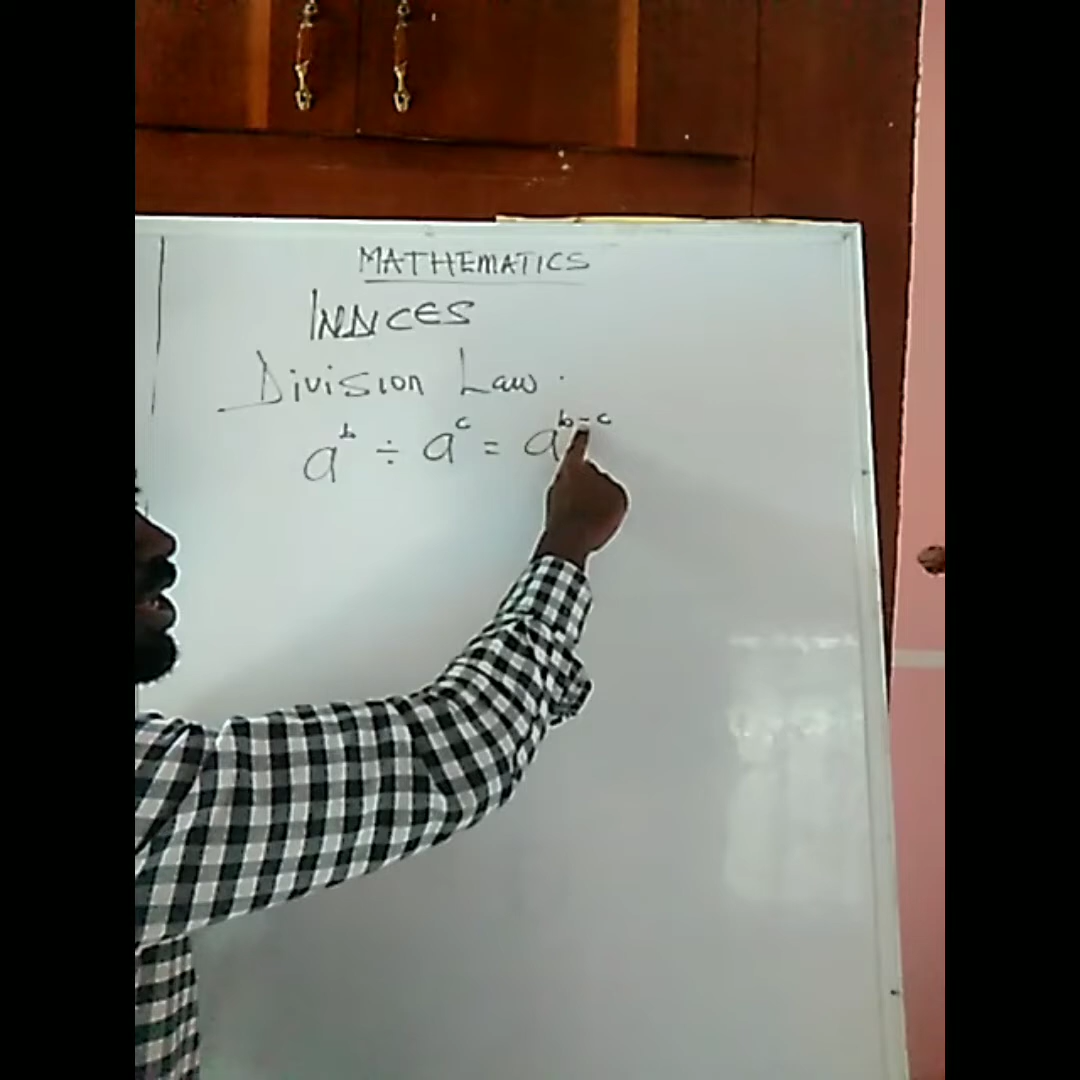 MATHEMATICS
INDICES
Division Law.
a^b ÷ a^c = a^b-c